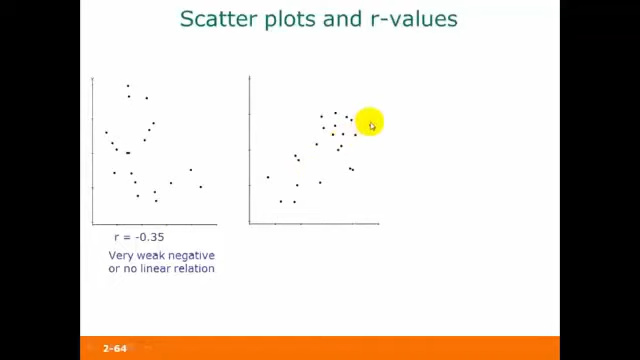 Scatter plots and r-values
r = -0.35
Very weak negative
or no linear relation
2-64